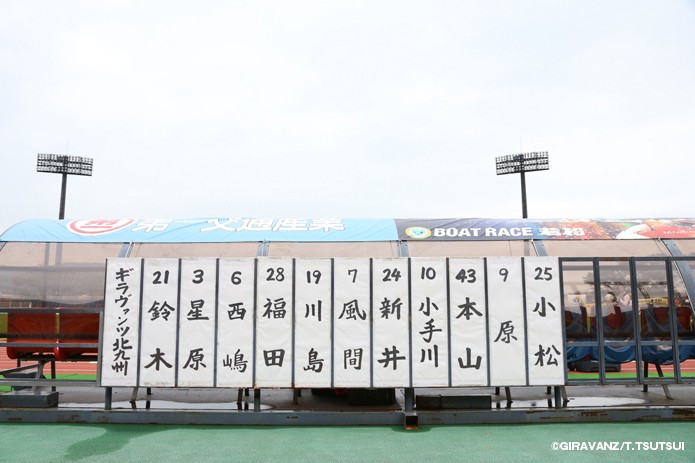 第一交通産業
BOAT RACE 若松
ギラヴァンツ北九州
21 鈴木
3 星原
6 西嶋
28 福田
19 川島
7 風間
24 新井
10 小手川
43 本山
9 原
25 小松
©GIRAVANZ/T.TSUTSUI